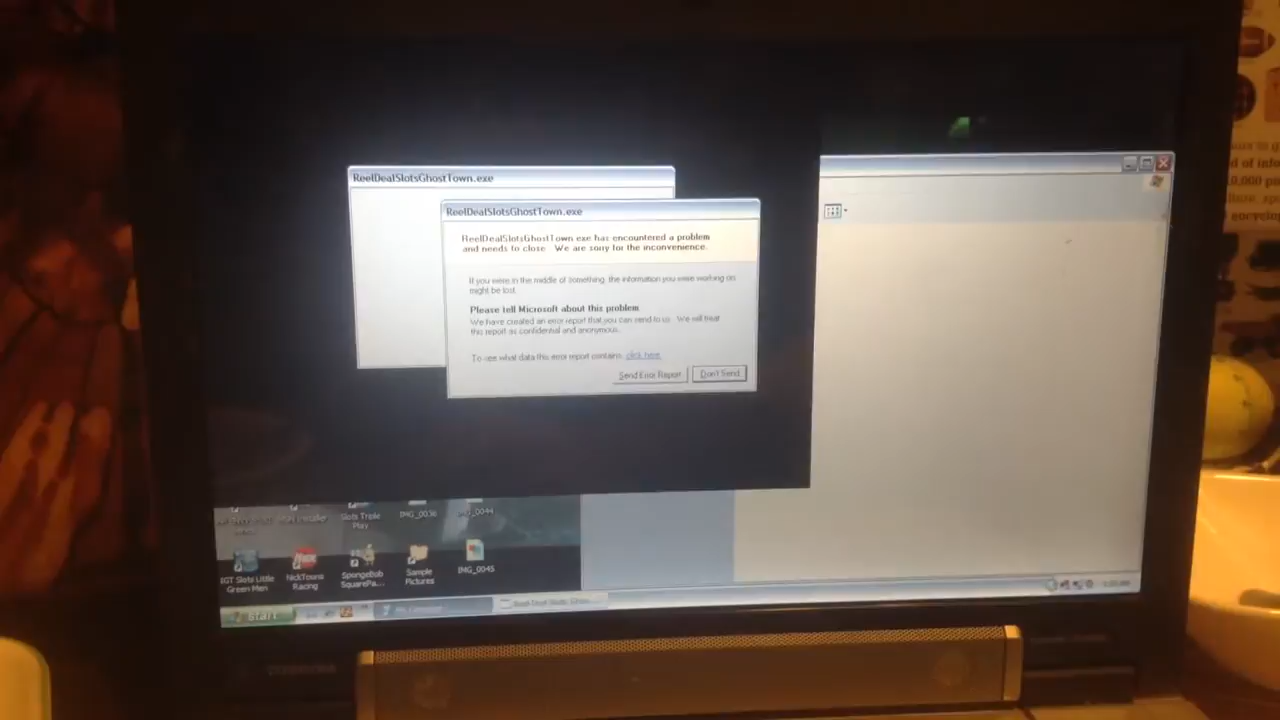 ReelDealSlotsGhostTown.exe
ReelDealSlotsGhostTown.exe
ReelDealSlotsGhostTown.exe has encountered a problem
and needs to close. We are sorry for the inconvenience.
If you were in the middle of something, the information you were working on
might be lost.
Please tell Microsoft about this problem.
We have created an error report that you can send to us. We will treat
this report as confidential and anonymous.
To see what data this error report contains, click here.
Send Error Report
Don't Send
Slots Triple
Play
IMG_0036
IMG_0044
IGT Slots Little
Green Men
NickToons
Racing
SpongeBob
SquarePa...
Sample
Pictures
IMG_0045
Start
My Computer
TOSHIBA